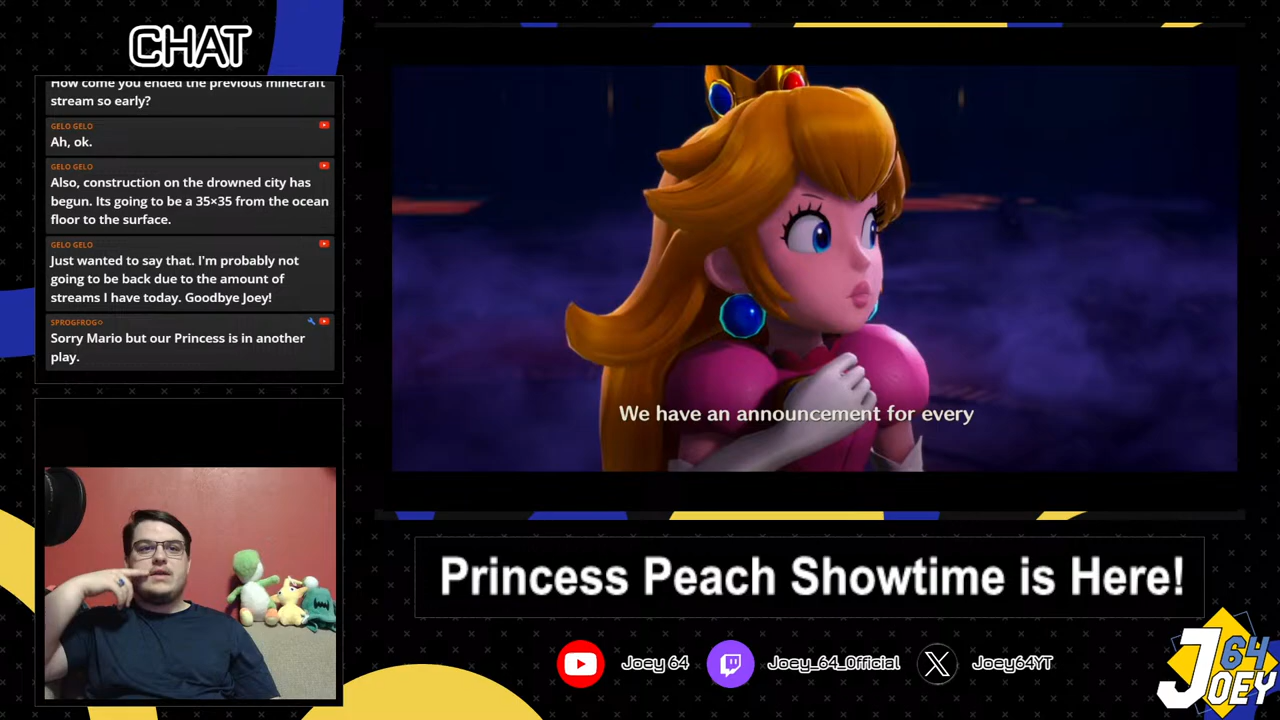 CHAT
How come you ended the previous minecraft
stream so early?
GELO GELO
Ah, ok.
GELO GELO
Also, construction on the drowned city has
begun. Its going to be a 35×35 from the ocean
floor to the surface.
GELO GELO
Just wanted to say that. I'm probably not
going to be back due to the amount of
streams I have today. Goodbye Joey!
SPROGFROG
Sorry Mario but our Princess is in another
play.
We have an announcement for every
Princess Peach Showtime is Here!
Joey 64
Joey_64_Official
Joey64YT
J64
OEY